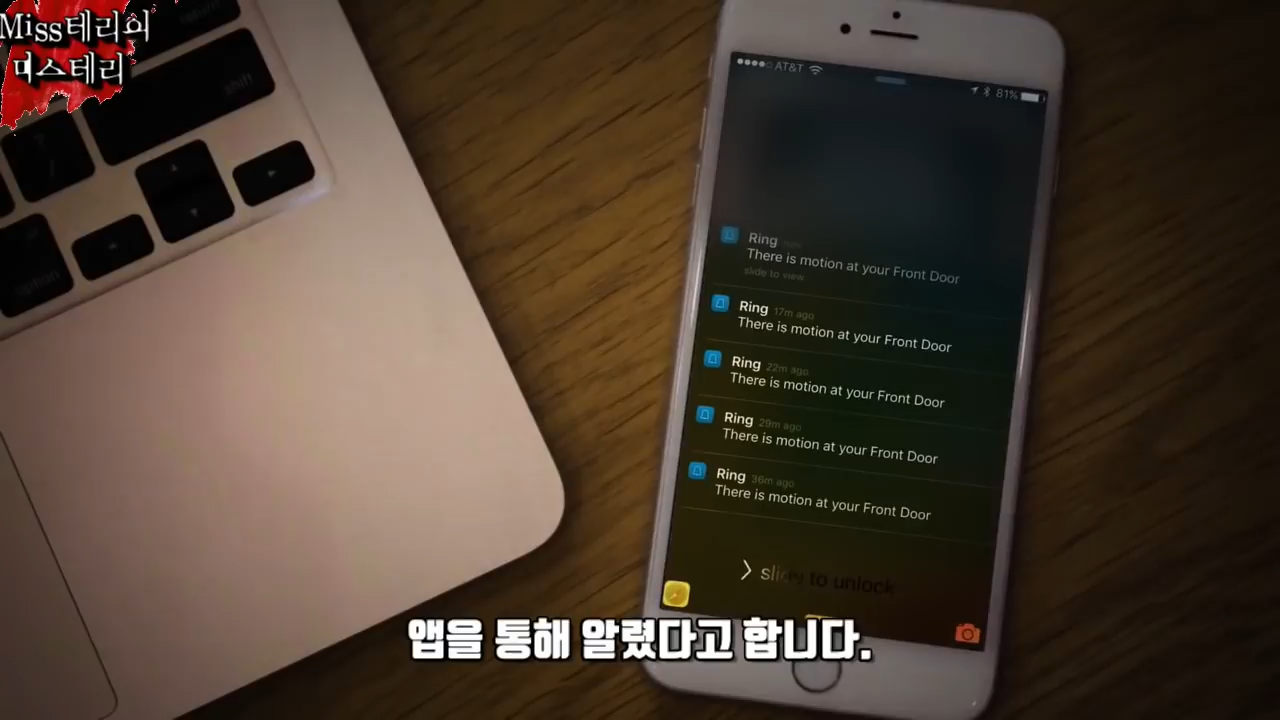 Miss테리의
미스테리
shift
option
AT&T
81%
Ring now
There is motion at your Front Door
slide to view
Ring 17m ago
There is motion at your Front Door
Ring 22m ago
There is motion at your Front Door
Ring 29m ago
There is motion at your Front Door
Ring 36m ago
There is motion at your Front Door
slide to unlock
앱을 통해 알렸다고 합니다.